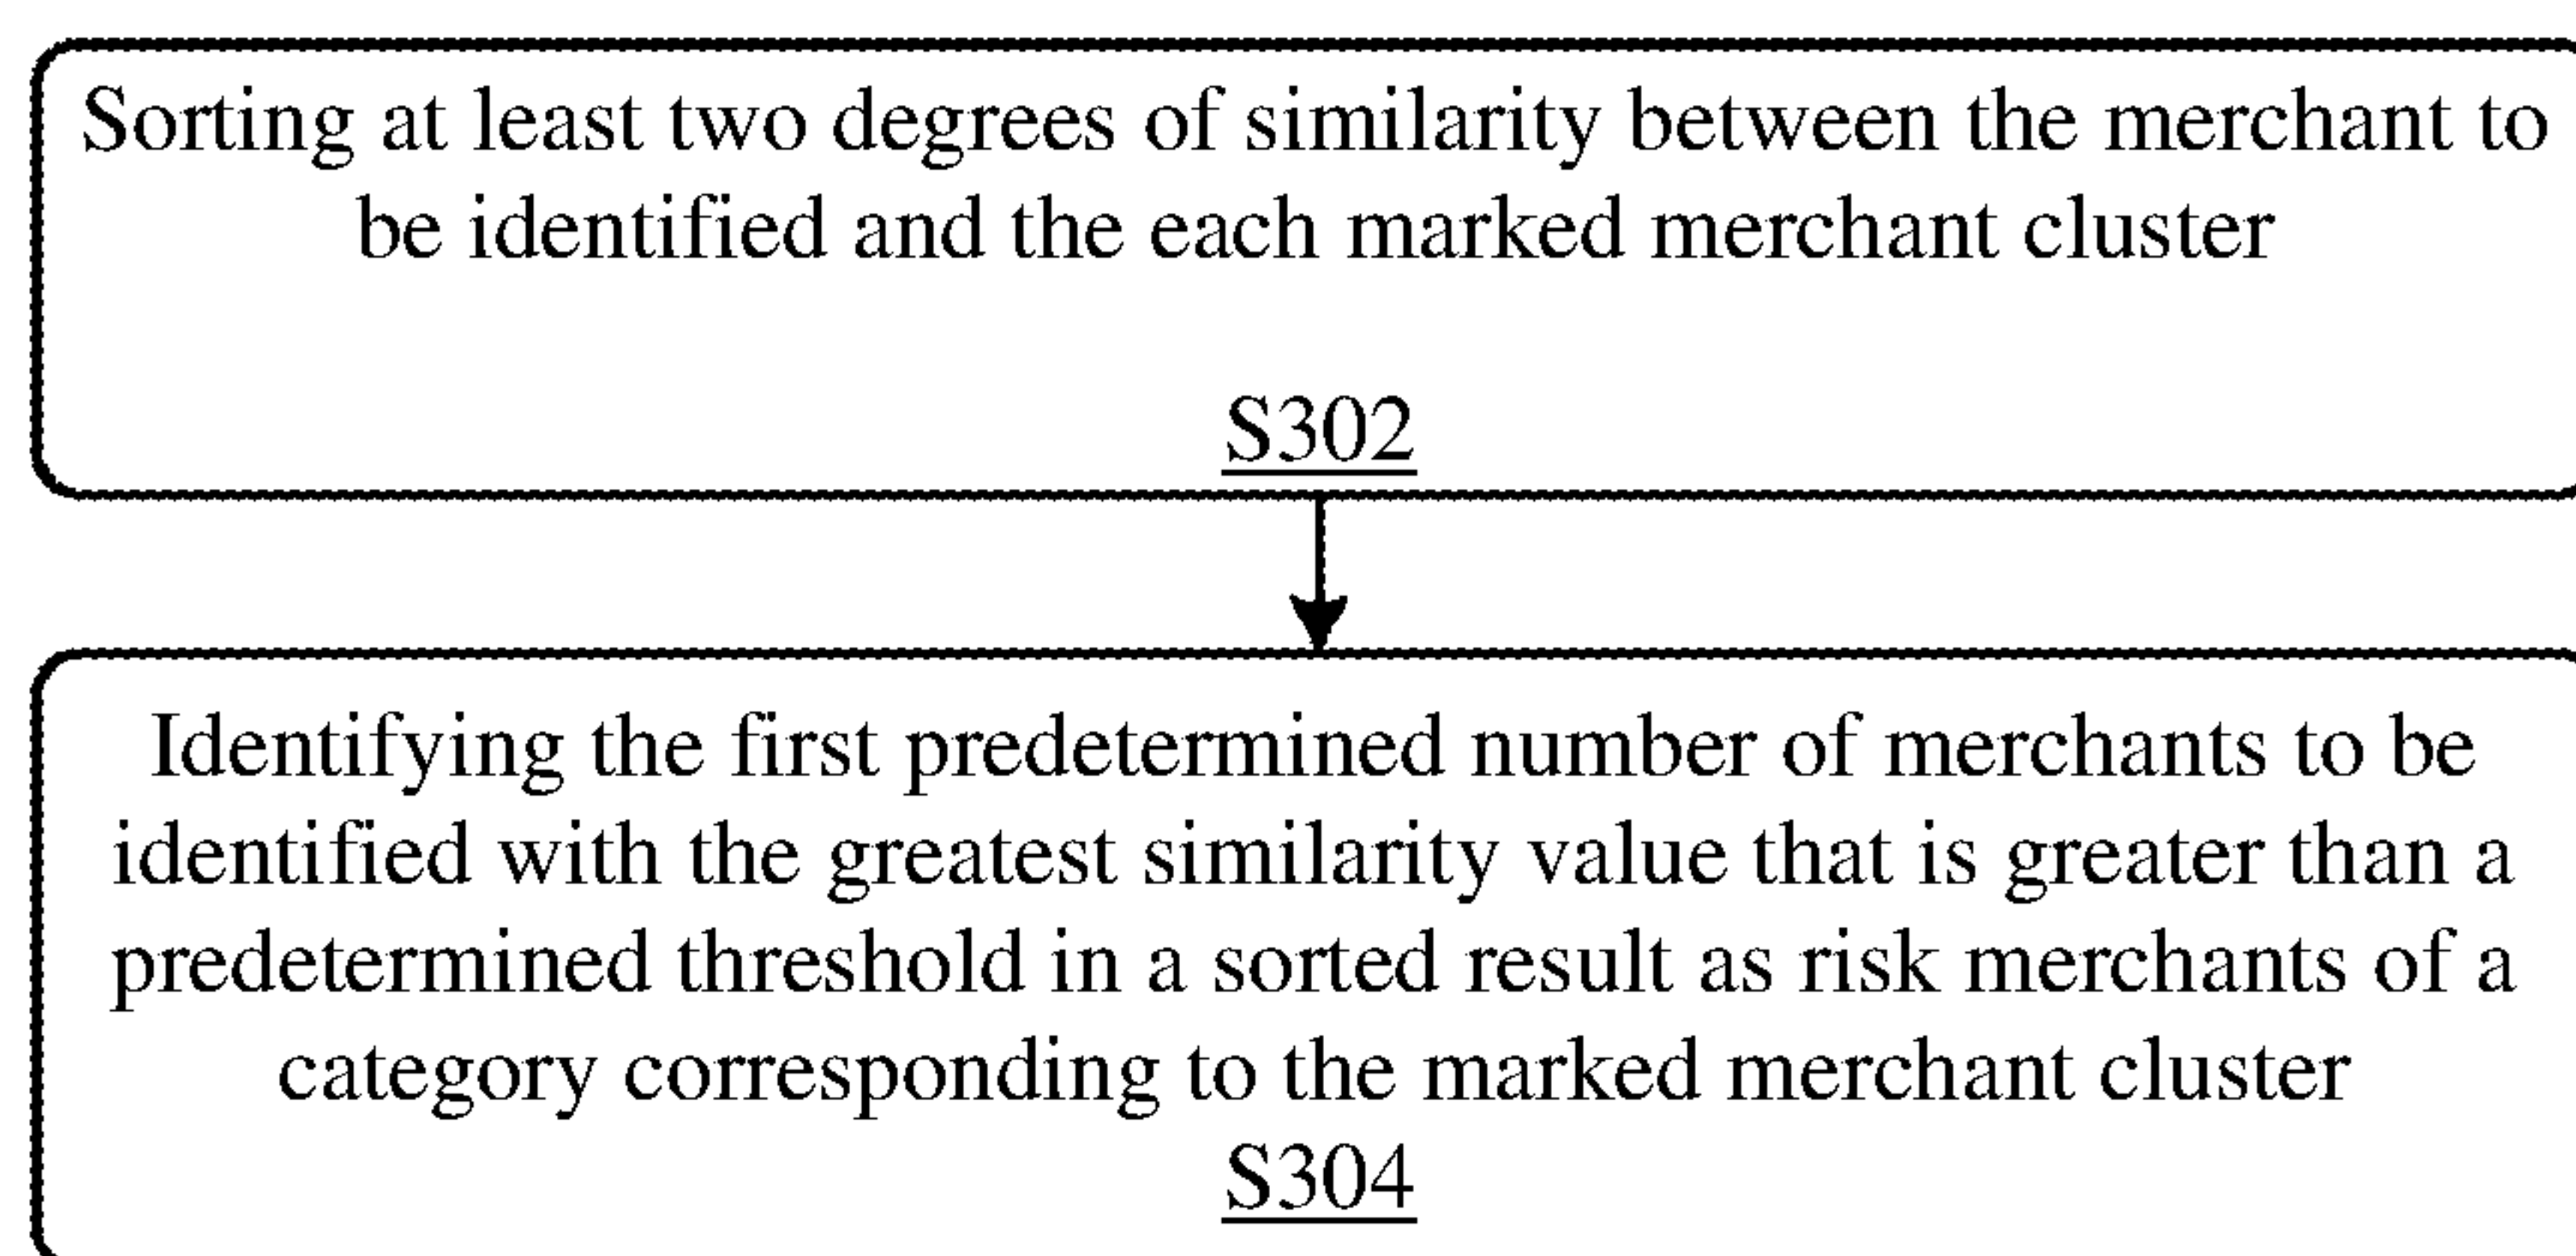 Sorting at least two degrees of similarity between the merchant to
be identified and the each marked merchant cluster
S302
Identifying the first predetermined number of merchants to be
identified with the greatest similarity value that is greater than a
predetermined threshold in a sorted result as risk merchants of a
category corresponding to the marked merchant cluster
S304